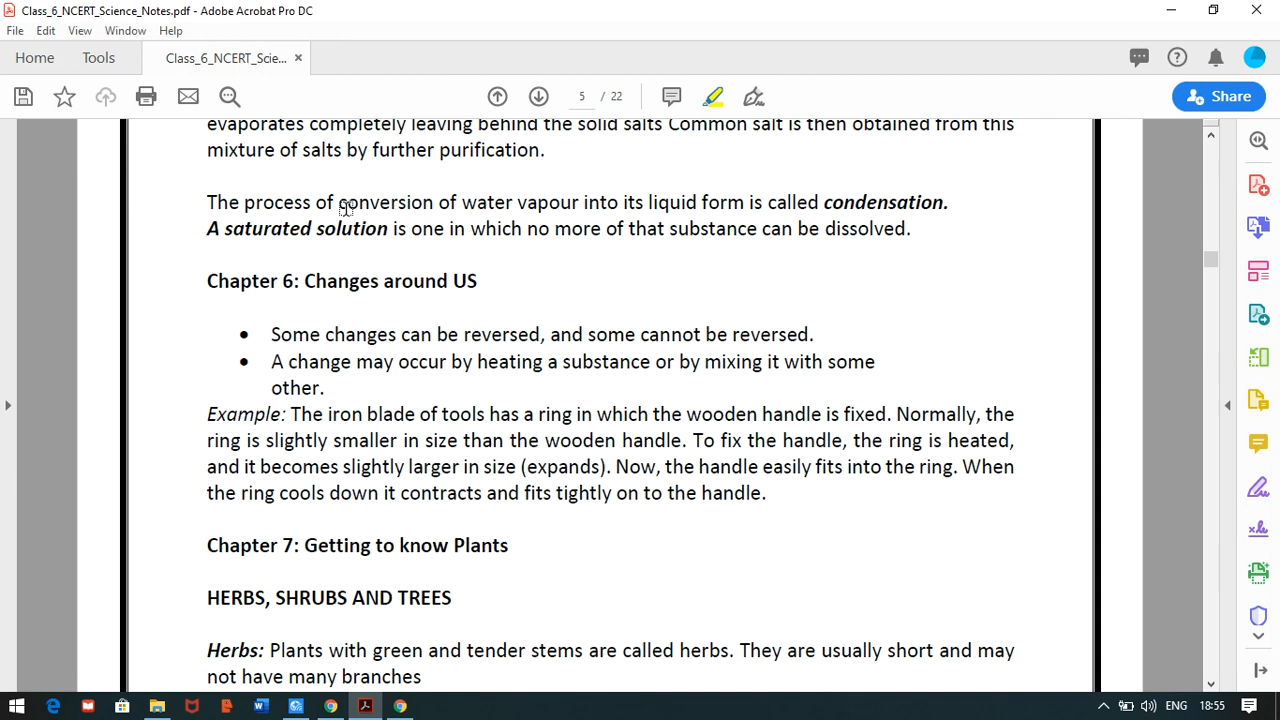 Class_6_NCERT_Science_Notes.pdf - Adobe Acrobat Pro DC
File Edit View Window Help
Home Tools Class_6_NCERT_Scie... ×
5 / 22 Share
evaporates completely leaving behind the solid salts Common salt is then obtained from this
mixture of salts by further purification.
The process of conversion of water vapour into its liquid form is called condensation.
A saturated solution is one in which no more of that substance can be dissolved.
Chapter 6: Changes around US
• Some changes can be reversed, and some cannot be reversed.
• A change may occur by heating a substance or by mixing it with some
other.
Example: The iron blade of tools has a ring in which the wooden handle is fixed. Normally, the
ring is slightly smaller in size than the wooden handle. To fix the handle, the ring is heated,
and it becomes slightly larger in size (expands). Now, the handle easily fits into the ring. When
the ring cools down it contracts and fits tightly on to the handle.
Chapter 7: Getting to know Plants
HERBS, SHRUBS AND TREES
Herbs: Plants with green and tender stems are called herbs. They are usually short and may
not have many branches
ENG 18:55